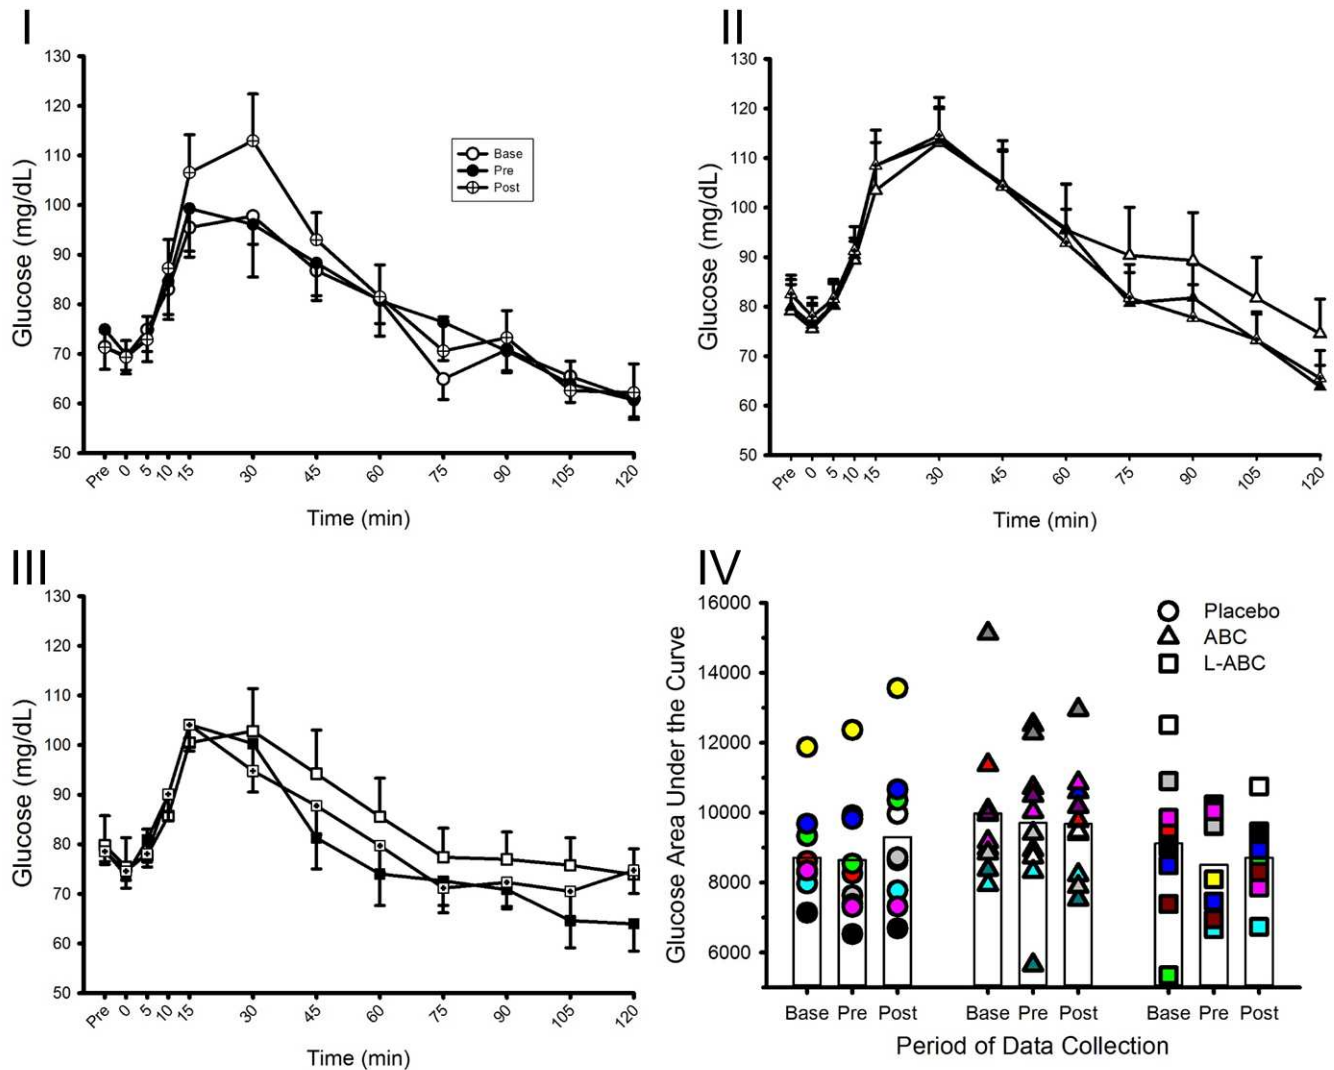 I
130
120
110
100
90
80
70
60
50
Glucose (mg/dL)
Base
Pre
Post
Pre 0 5 10 15 30 45 60 75 90 105 120
Time (min)
II
130
120
110
100
90
80
70
60
50
Glucose (mg/dL)
Pre 0 5 10 15 30 45 60 75 90 105 120
Time (min)
III
130
120
110
100
90
80
70
60
50
Glucose (mg/dL)
Pre 0 5 10 15 30 45 60 75 90 105 120
Time (min)
IV
16000
14000
12000
10000
8000
6000
Glucose Area Under the Curve
Placebo
ABC
L-ABC
Base Pre Post Base Pre Post Base Pre Post
Period of Data Collection